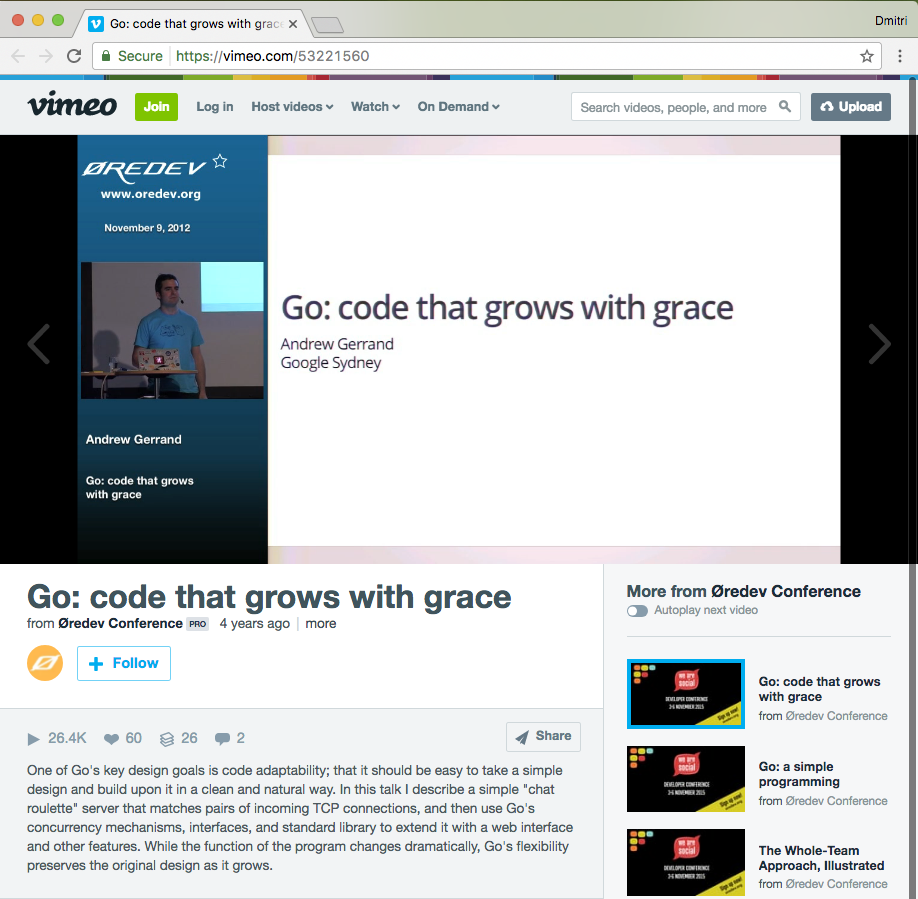 Go: code that grows with grace
Dmitri
Secure
https://vimeo.com/53221560
vimeo
Join
Log in
Host videos
Watch
On Demand
Search videos, people, and more
Upload
ØREDEV
www.oredev.org
November 9, 2012
Andrew Gerrand
Go: code that grows
with grace
Go: code that grows with grace
Andrew Gerrand
Google Sydney
Go: code that grows with grace
from Øredev Conference PRO 4 years ago | more
+ Follow
26.4K 60 26 2
Share
One of Go's key design goals is code adaptability; that it should be easy to take a simple
design and build upon it in a clean and natural way. In this talk I describe a simple "chat
roulette" server that matches pairs of incoming TCP connections, and then use Go's
concurrency mechanisms, interfaces, and standard library to extend it with a web interface
and other features. While the function of the program changes dramatically, Go's flexibility
preserves the original design as it grows.
More from Øredev Conference
Autoplay next video
we are
social
DEVELOPER CONFERENCE
2-6 NOVEMBER 2015
Sign up now!
Go: code that grows
with grace
from Øredev Conference
we are
social
DEVELOPER CONFERENCE
2-6 NOVEMBER 2015
Sign up now!
Go: a simple
programming
from Øredev Conference
we are
social
DEVELOPER CONFERENCE
2-6 NOVEMBER 2015
Sign up now!
The Whole-Team
Approach, Illustrated
from Øredev Conference